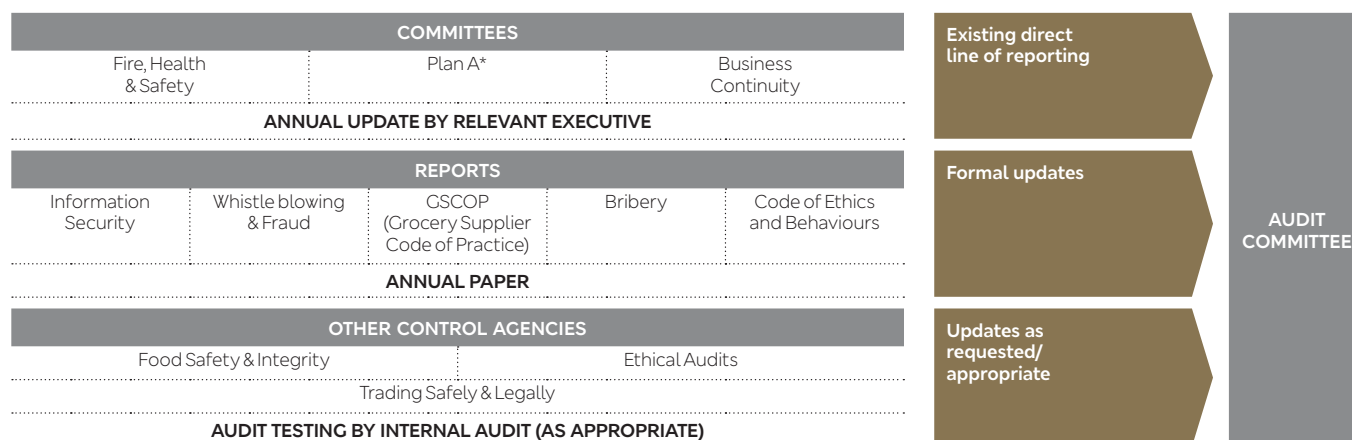 COMMITTEES
Fire, Health
& Safety
Plan A*
Business
Continuity
ANNUAL UPDATE BY RELEVANT EXECUTIVE
Existing direct
line of reporting
REPORTS
Information
Security
Whistle blowing
& Fraud
GSCOP
(Grocery Supplier
Code of Practice)
Bribery
Code of Ethics
and Behaviours
ANNUAL PAPER
Formal updates
OTHER CONTROL AGENCIES
Food Safety & Integrity
Ethical Audits
Trading Safely & Legally
AUDIT TESTING BY INTERNAL AUDIT (AS APPROPRIATE)
Updates as
requested/
appropriate
AUDIT
COMMITTEE